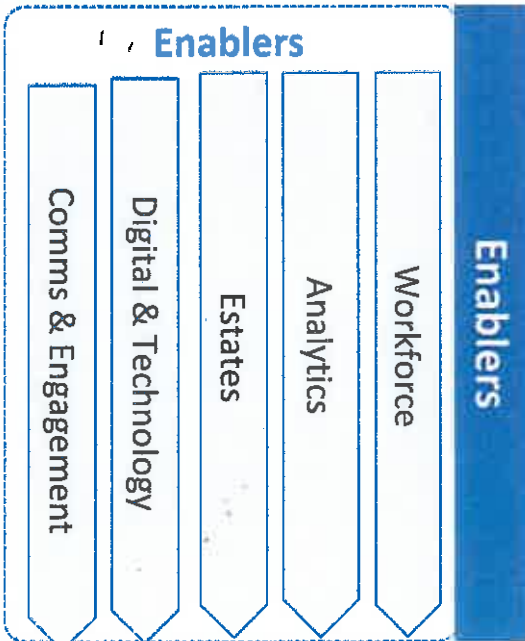 Enablers
Enablers
Workforce
Analytics
Estates
Digital & Technology
Comms & Engagement